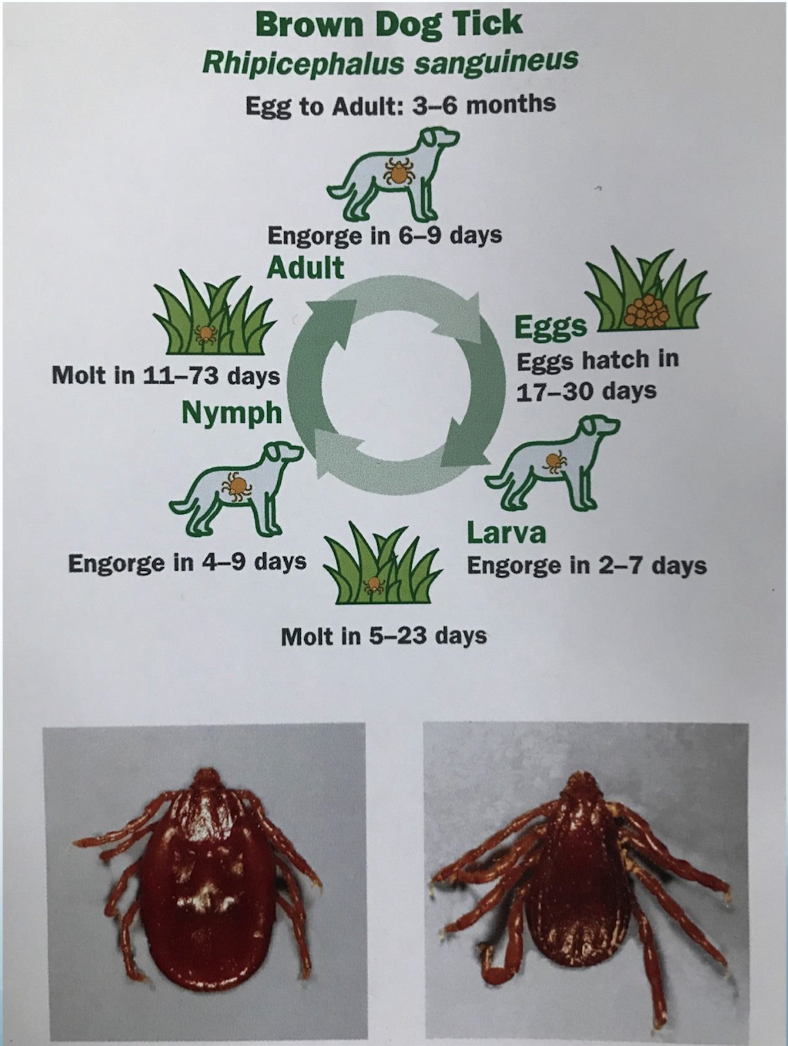 Brown Dog Tick
Rhipicephalus sanguineus
Egg to Adult: 3–6 months
Engorge in 6–9 days
Adult
Eggs
Eggs hatch in
17–30 days
Molt in 11–73 days
Nymph
Larva
Engorge in 2–7 days
Engorge in 4–9 days
Molt in 5–23 days